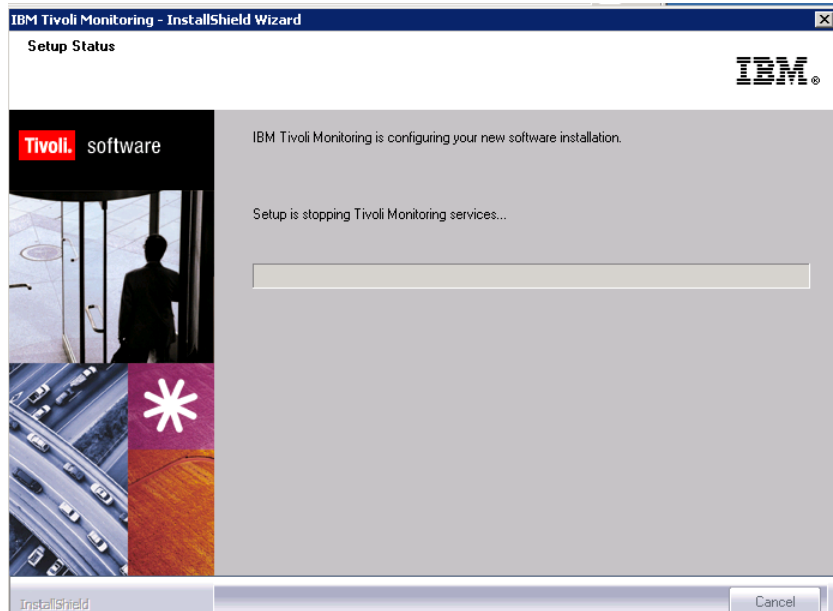 IBM Tivoli Monitoring - InstallShield Wizard
Setup Status
IBM®
Tivoli. software
IBM Tivoli Monitoring is configuring your new software installation.
Setup is stopping Tivoli Monitoring services...
InstallShield
Cancel